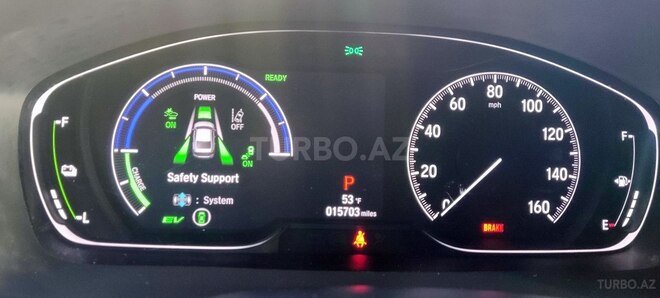 READY
POWER
ON
OFF
ON
CHARGE
Safety Support
: System
EV
F
L
TURBO.AZ
P
53 °F
015703 miles
0
20
40
60
80
100
120
140
160
mph
BRAKE
F
E
TURBO.AZ